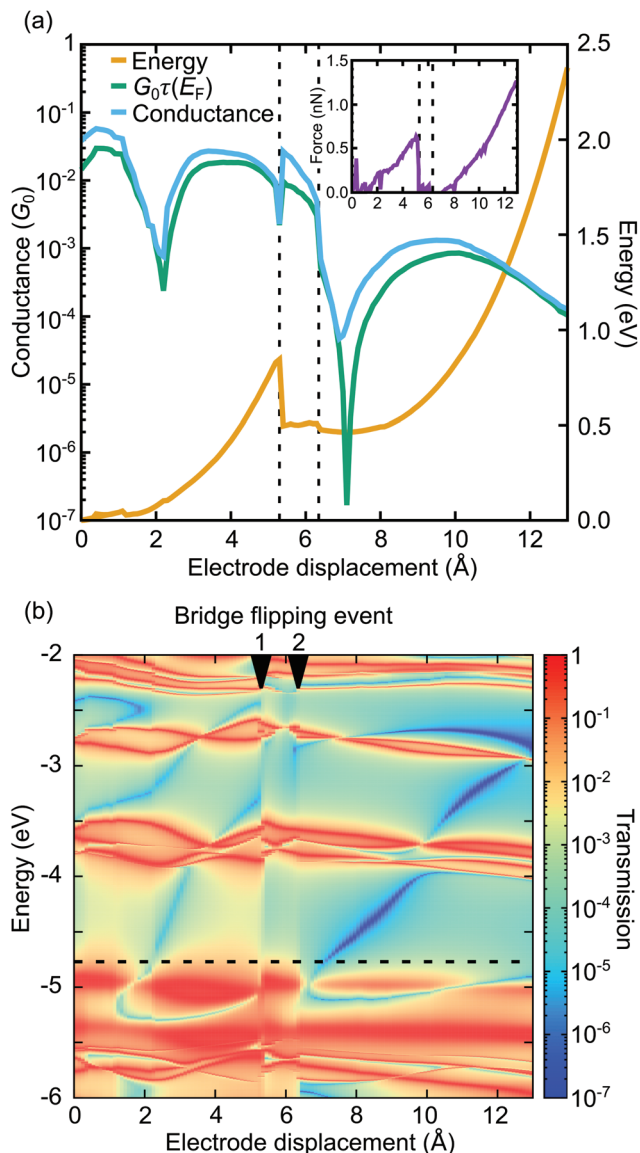 (a)
Energy
G₀τ(E_F)
Conductance
Conductance (G₀)
1
10⁻¹
10⁻²
10⁻³
10⁻⁴
10⁻⁵
10⁻⁶
10⁻⁷
0 2 4 6 8 10 12
Electrode displacement (Å)
2.5
2.0
1.5
1.0
0.5
0.0
Energy (eV)
Force (nN)
1.5
1.0
0.5
0.0
0 2 4 6 8 10 12
(b)
Bridge flipping event
1 2
Energy (eV)
-2
-3
-4
-5
-6
0 2 4 6 8 10 12
Electrode displacement (Å)
1
10⁻¹
10⁻²
10⁻³
10⁻⁴
10⁻⁵
10⁻⁶
10⁻⁷
Transmission